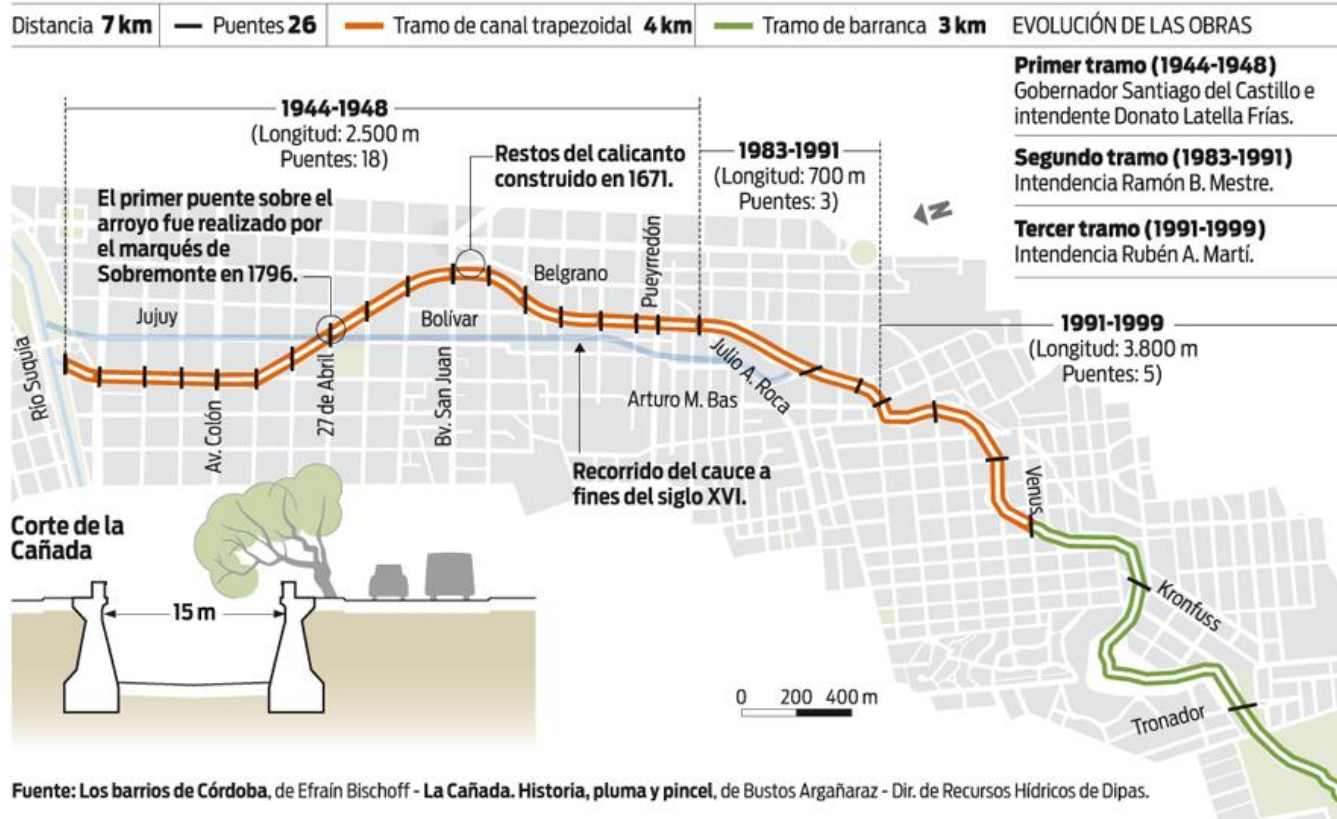 Distancia 7 km
Puentes 26
Tramo de canal trapezoidal 4 km
Tramo de barranca 3 km
EVOLUCIÓN DE LAS OBRAS
Primer tramo (1944-1948)
Gobernador Santiago del Castillo e
intendente Donato Latella Frías.
Segundo tramo (1983-1991)
Intendencia Ramón B. Mestre.
Tercer tramo (1991-1999)
Intendencia Rubén A. Martí.
1944-1948
(Longitud: 2.500 m
Puentes: 18)
1983-1991
(Longitud: 700 m
Puentes: 3)
1991-1999
(Longitud: 3.800 m
Puentes: 5)
Restos del calicanto
construido en 1671.
El primer puente sobre el
arroyo fue realizado por
el marqués de
Sobremonte en 1796.
N
Río Suquía
Jujuy
Av. Colón
27 de Abril
Bolívar
Bv. San Juan
Belgrano
Pueyrredón
Julio A. Roca
Arturo M. Bas
Recorrido del cauce a
fines del siglo XVI.
Venus
Kronfuss
Tronador
Corte de la
Cañada
15 m
0 200 400 m
Fuente: Los barrios de Córdoba, de Efraín Bischoff - La Cañada. Historia, pluma y pincel, de Bustos Argañaraz - Dir. de Recursos Hídricos de Dipas.